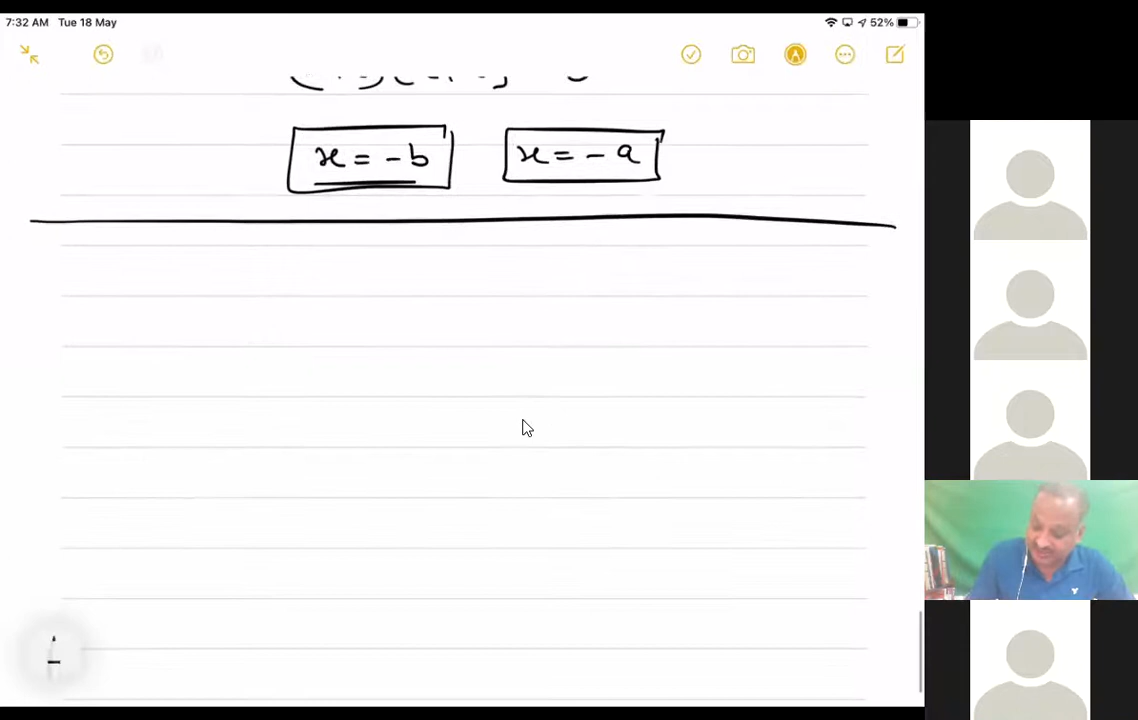 7:32 AM Tue 18 May 52%
x = -b x = -a